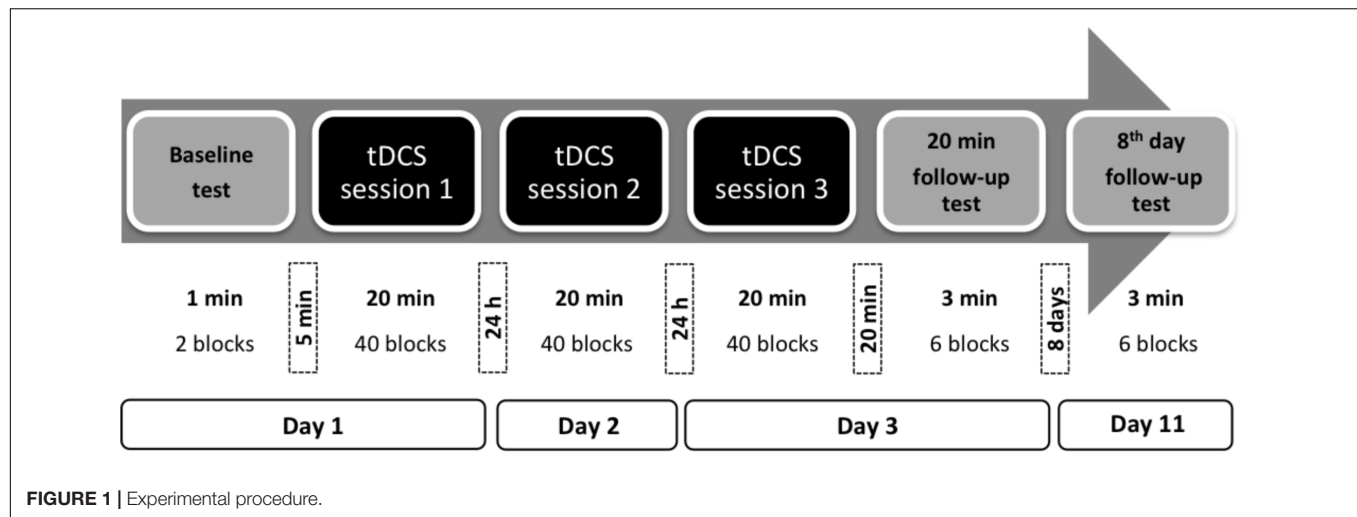 Baseline
test
tDCS
session 1
tDCS
session 2
tDCS
session 3
20 min
follow-up
test
8th day
follow-up
test
1 min
2 blocks
5 min
20 min
40 blocks
24 h
20 min
40 blocks
24 h
20 min
40 blocks
20 min
3 min
6 blocks
8 days
3 min
6 blocks
Day 1
Day 2
Day 3
Day 11
FIGURE 1 | Experimental procedure.